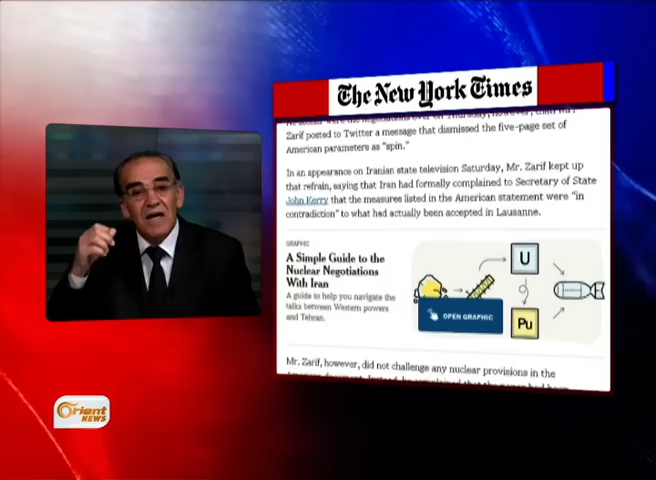 The New York Times
Zarif posted to Twitter a message that dismissed the five-page set of
American parameters as "spin."
In an appearance on Iranian state television Saturday, Mr. Zarif kept up
that refrain, saying that Iran had formally complained to Secretary of State
John Kerry that the measures listed in the American statement were "in
contradiction" to what had actually been accepted in Lausanne.
GRAPHIC
A Simple Guide to the
Nuclear Negotiations
With Iran
A guide to help you navigate the
talks between Western powers
and Tehran.
U
OPEN GRAPHIC
Pu
Mr. Zarif, however, did not challenge any nuclear provisions in the
Orient
NEWS